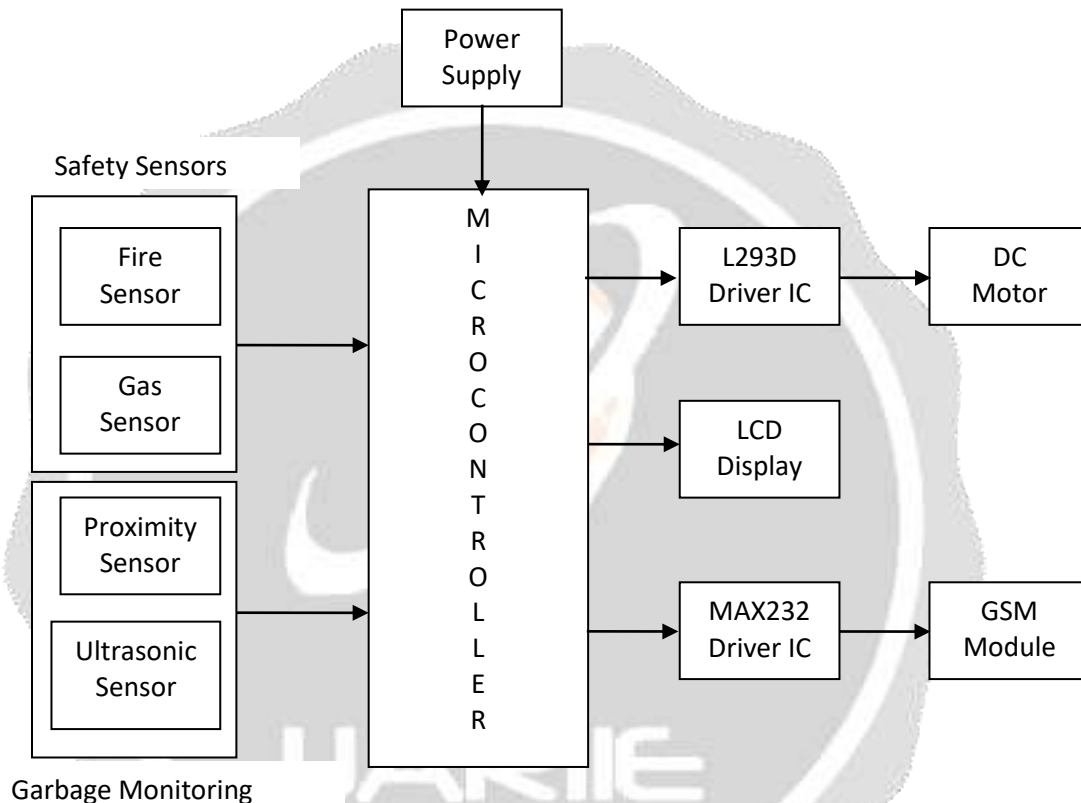 Power
Supply
Safety Sensors
Fire
Sensor
Gas
Sensor
Proximity
Sensor
Ultrasonic
Sensor
Garbage Monitoring
M
I
C
R
O
C
O
N
T
R
O
L
L
E
R
L293D
Driver IC
DC
Motor
LCD
Display
MAX232
Driver IC
GSM
Module